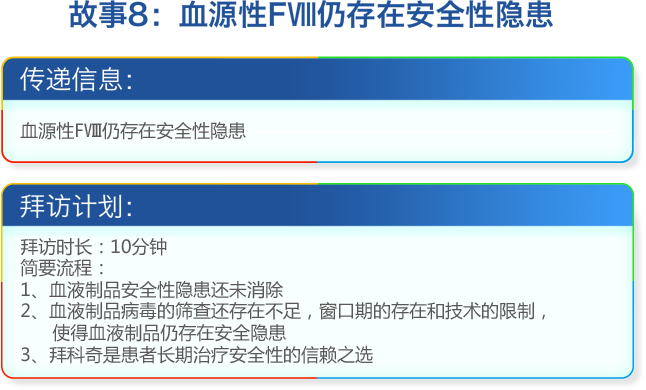 故事8：血源性FⅧ仍存在安全性隐患
传递信息：
血源性FⅧ仍存在安全性隐患
拜访计划：
拜访时长：10分钟
简要流程：
1、血液制品安全性隐患还未消除
2、血液制品病毒的筛查还存在不足，窗口期的存在和技术的限制，
使得血液制品仍存在安全隐患
3、拜科奇是患者长期治疗安全性的信赖之选